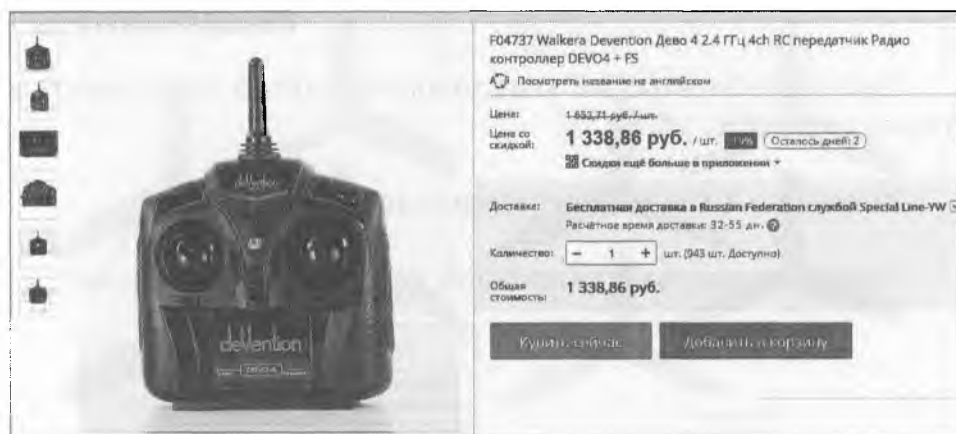 F04737 Walkera Devention Дево 4 2.4 ГГц 4ch RC передатчик Радио
контроллер DEVO4 + FS
Посмотреть название на английском
Цена: 1 653,71 руб. / шт.
Цена со скидкой: 1 338,86 руб. / шт. -19% Осталось дней: 2
Скидки ещё больше в приложении
Доставка: Бесплатная доставка в Russian Federation службой Special Line-YW
Расчётное время доставки: 32-55 дн.
Количество: − 1 + шт. (943 шт. Доступно)
Общая стоимость: 1 338,86 руб.
Купить сейчас Добавить в корзину
devention
devention
DEVO4